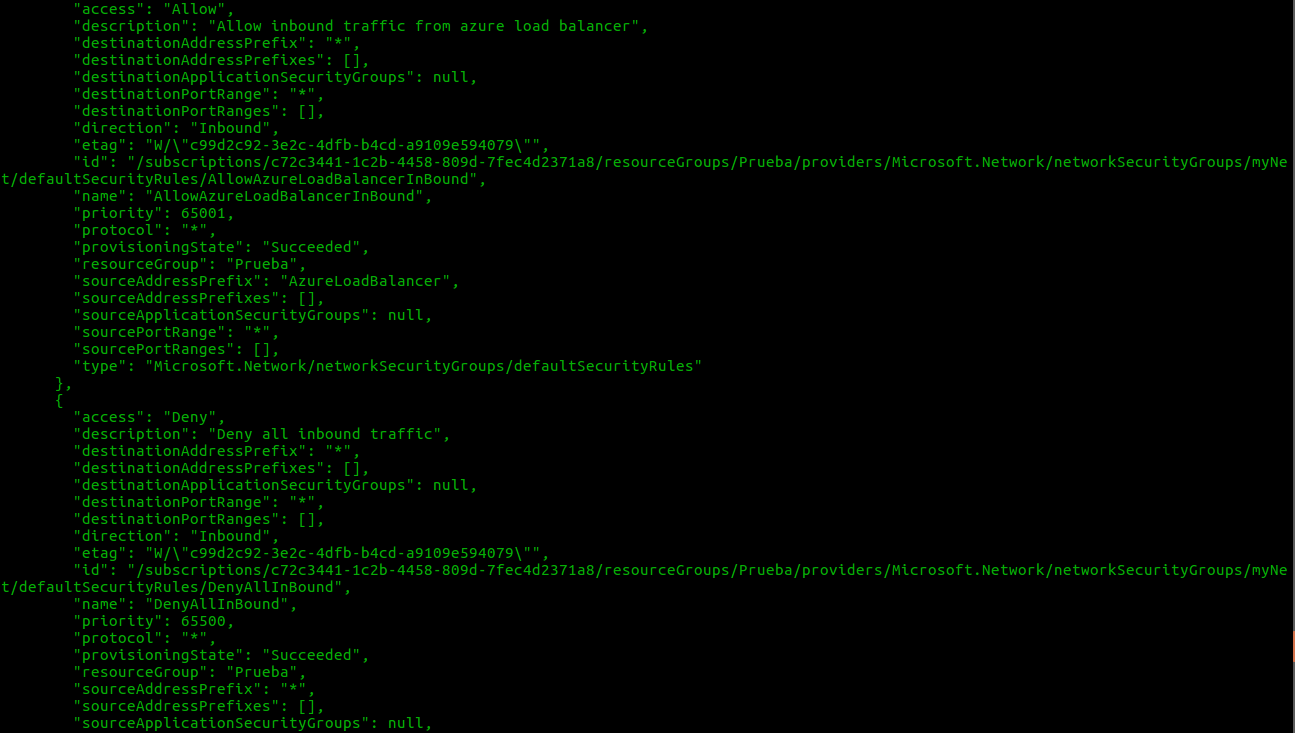 "access": "Allow",
"description": "Allow inbound traffic from azure load balancer",
"destinationAddressPrefix": "*",
"destinationAddressPrefixes": [],
"destinationApplicationSecurityGroups": null,
"destinationPortRange": "*",
"destinationPortRanges": [],
"direction": "Inbound",
"etag": "W/\"c99d2c92-3e2c-4dfb-b4cd-a9109e594079\"",
"id": "/subscriptions/c72c3441-1c2b-4458-809d-7fec4d2371a8/resourceGroups/Prueba/providers/Microsoft.Network/networkSecurityGroups/myNe
t/defaultSecurityRules/AllowAzureLoadBalancerInBound",
"name": "AllowAzureLoadBalancerInBound",
"priority": 65001,
"protocol": "*",
"provisioningState": "Succeeded",
"resourceGroup": "Prueba",
"sourceAddressPrefix": "AzureLoadBalancer",
"sourceAddressPrefixes": [],
"sourceApplicationSecurityGroups": null,
"sourcePortRange": "*",
"sourcePortRanges": [],
"type": "Microsoft.Network/networkSecurityGroups/defaultSecurityRules"
},
{
"access": "Deny",
"description": "Deny all inbound traffic",
"destinationAddressPrefix": "*",
"destinationAddressPrefixes": [],
"destinationApplicationSecurityGroups": null,
"destinationPortRange": "*",
"destinationPortRanges": [],
"direction": "Inbound",
"etag": "W/\"c99d2c92-3e2c-4dfb-b4cd-a9109e594079\"",
"id": "/subscriptions/c72c3441-1c2b-4458-809d-7fec4d2371a8/resourceGroups/Prueba/providers/Microsoft.Network/networkSecurityGroups/myNe
t/defaultSecurityRules/DenyAllInBound",
"name": "DenyAllInBound",
"priority": 65500,
"protocol": "*",
"provisioningState": "Succeeded",
"resourceGroup": "Prueba",
"sourceAddressPrefix": "*",
"sourceAddressPrefixes": [],
"sourceApplicationSecurityGroups": null,